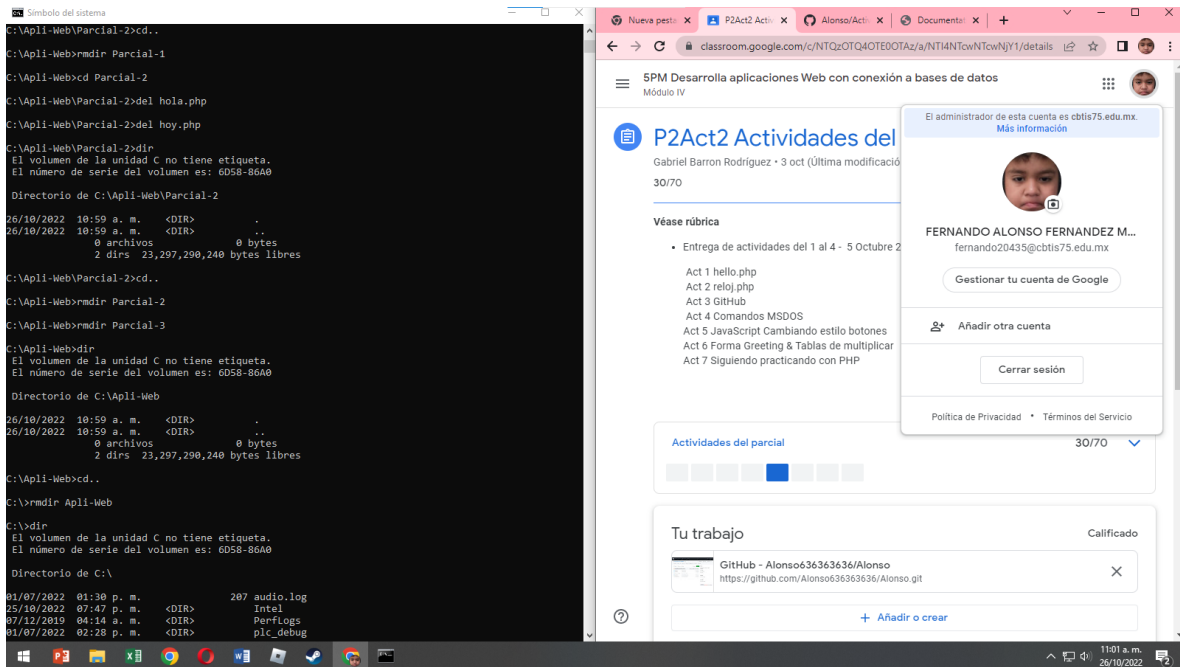 Símbolo del sistema
C:\Apli-Web\Parcial-2>cd..
C:\Apli-Web>rmdir Parcial-1
C:\Apli-Web>cd Parcial-2
C:\Apli-Web\Parcial-2>del hola.php
C:\Apli-Web\Parcial-2>del hoy.php
C:\Apli-Web\Parcial-2>dir
El volumen de la unidad C no tiene etiqueta.
El número de serie del volumen es: 6D58-86A0
Directorio de C:\Apli-Web\Parcial-2
26/10/2022 10:59 a. m. <DIR> .
26/10/2022 10:59 a. m. <DIR> ..
0 archivos 0 bytes
2 dirs 23,297,290,240 bytes libres
C:\Apli-Web\Parcial-2>cd..
C:\Apli-Web>rmdir Parcial-2
C:\Apli-Web>rmdir Parcial-3
C:\Apli-Web>dir
El volumen de la unidad C no tiene etiqueta.
El número de serie del volumen es: 6D58-86A0
Directorio de C:\Apli-Web
26/10/2022 10:59 a. m. <DIR> .
26/10/2022 10:59 a. m. <DIR> ..
0 archivos 0 bytes
2 dirs 23,297,290,240 bytes libres
C:\Apli-Web>cd..
C:\>rmdir Apli-Web
C:\>dir
El volumen de la unidad C no tiene etiqueta.
El número de serie del volumen es: 6D58-86A0
Directorio de C:\
01/07/2022 01:30 p. m. 207 audio.log
25/10/2022 07:47 p. m. <DIR> Intel
07/12/2019 04:14 a. m. <DIR> PerfLogs
01/07/2022 02:28 p. m. <DIR> plc_debug
Nueva pesta P2Act2 Activ Alonso/Acti Documenta
classroom.google.com/c/NTQzOTQ4OTE0OTAz/a/NTI4NTcwNTcwNjY1/details
5PM Desarrolla aplicaciones Web con conexión a bases de datos
Módulo IV
P2Act2 Actividades del
Gabriel Barron Rodríguez • 3 oct (Última modificació
30/70
Véase rúbrica
• Entrega de actividades del 1 al 4 - 5 Octubre 2
Act 1 hello.php
Act 2 reloj.php
Act 3 GitHub
Act 4 Comandos MSDOS
Act 5 JavaScript Cambiando estilo botones
Act 6 Forma Greeting & Tablas de multiplicar
Act 7 Siguiendo practicando con PHP
El administrador de esta cuenta es cbtis75.edu.mx.
Más información
FERNANDO ALONSO FERNANDEZ M...
fernando20435@cbtis75.edu.mx
Gestionar tu cuenta de Google
Añadir otra cuenta
Cerrar sesión
Política de Privacidad • Términos del Servicio
Actividades del parcial 30/70
Tu trabajo Calificado
GitHub - Alonso636363636/Alonso
https://github.com/Alonso636363636/Alonso.git
+ Añadir o crear
11:01 a. m.
26/10/2022
2